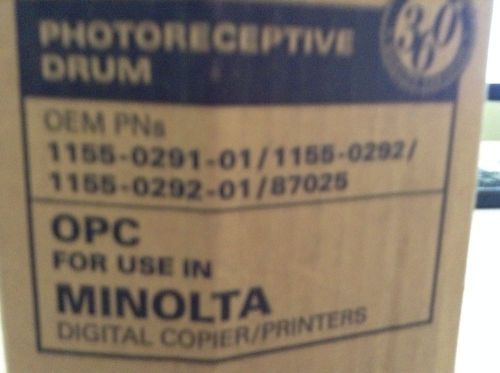 PHOTORECEPTIVE
DRUM
360
OEM PNs
1155-0291-01/1155-0292/
1155-0292-01/87025
OPC
FOR USE IN
MINOLTA
DIGITAL COPIER/PRINTERS